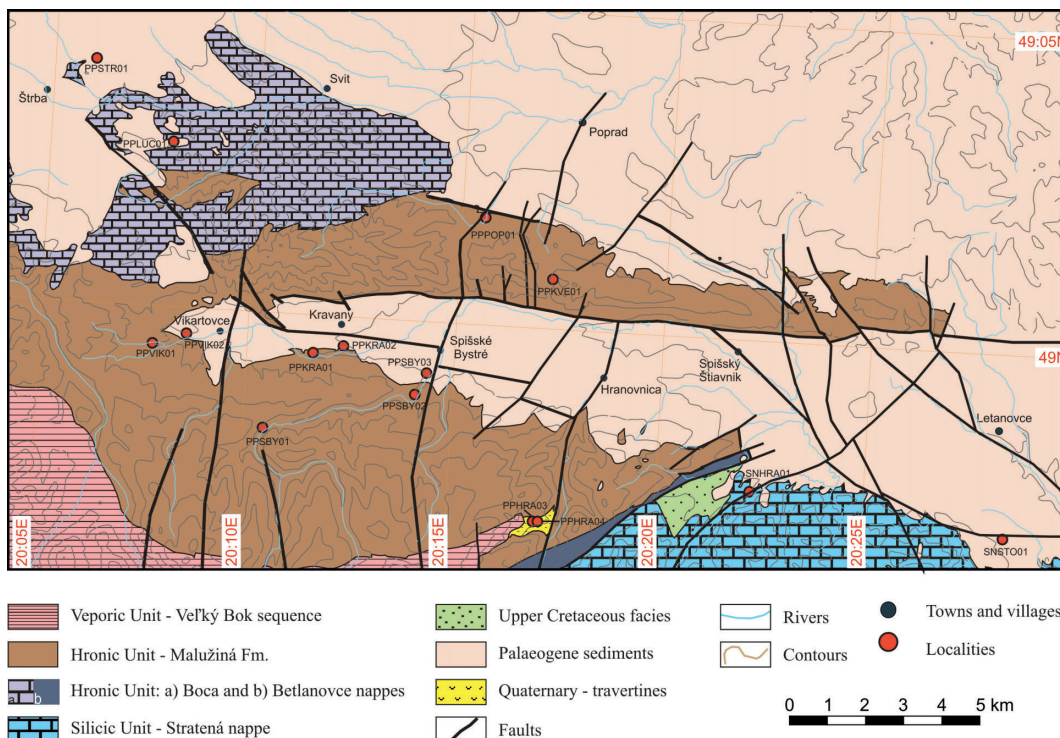 49:05N
PPSTR01
Svit
Štrba
Poprad
PPLUC01
PPPOP01
PPKVE01
Kravany
Vikartovce
PPVIK01
PPVIK02
PPKRA02
PPKRA01
Spišské
Bystré
PPSBY03
PPSBY02
Spišský
Štiavnik
49N
Hranovnica
Letanovce
PPSBY01
SNHRA01
PPHRA03
PPHRA04
SNSTO01
20:05E
20:10E
20:15E
20:20E
20:25E
Veporic Unit - Veľký Bok sequence
Hronic Unit - Malužiná Fm.
a b
Hronic Unit: a) Boca and b) Betlanovce nappes
Silicic Unit - Stratená nappe
Upper Cretaceous facies
Palaeogene sediments
Quaternary - travertines
Faults
Rivers
Contours
Towns and villages
Localities
0 1 2 3 4 5 km